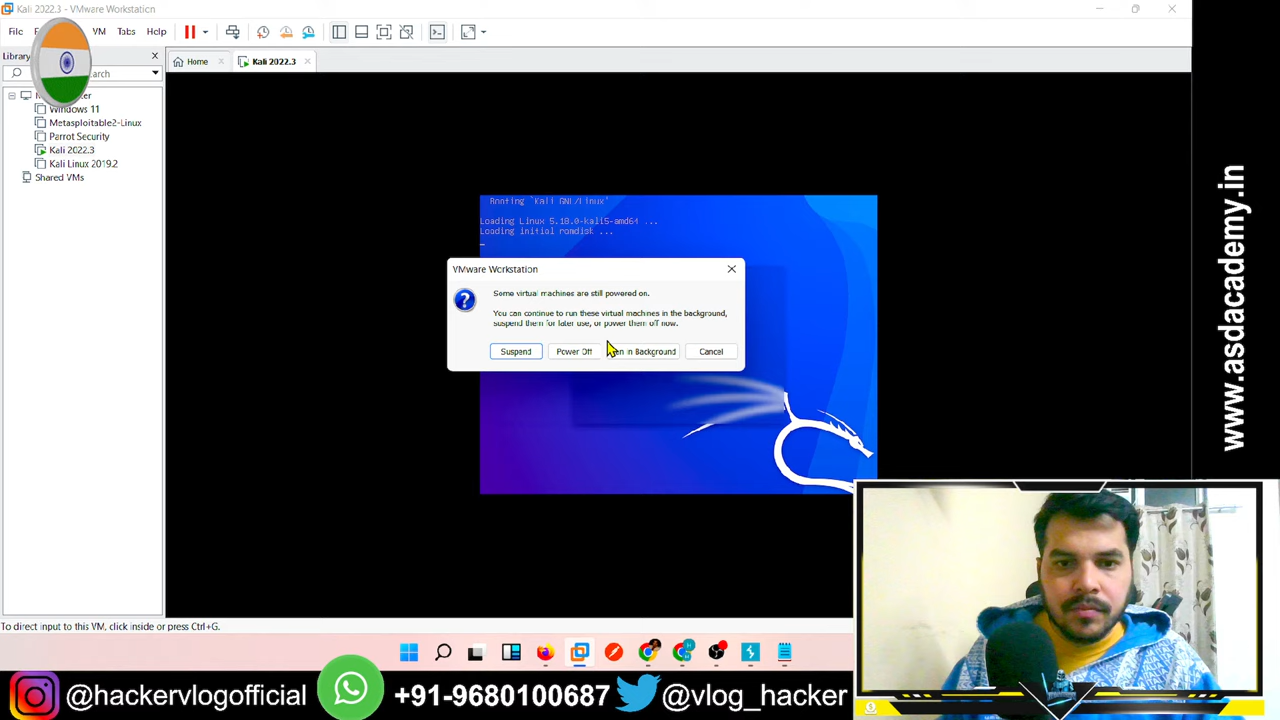 Kali 2022.3 - VMware Workstation
File
VM
Tabs
Help
Library
Home
Kali 2022.3
Windows 11
Metasploitable2-Linux
Parrot Security
Kali 2022.3
Kali Linux 2019.2
Shared VMs
Booting `Kali GNU/Linux'
Loading Linux 5.18.0-kali5-amd64 ...
Loading initial ramdisk ...
VMware Workstation
Some virtual machines are still powered on.
You can continue to run these virtual machines in the background,
suspend them for later use, or power them off now.
Suspend
Power Off
in Background
Cancel
To direct input to this VM, click inside or press Ctrl+G.
www.asdacademy.in
@hackervlogofficial
+91-9680100687
@vlog_hacker